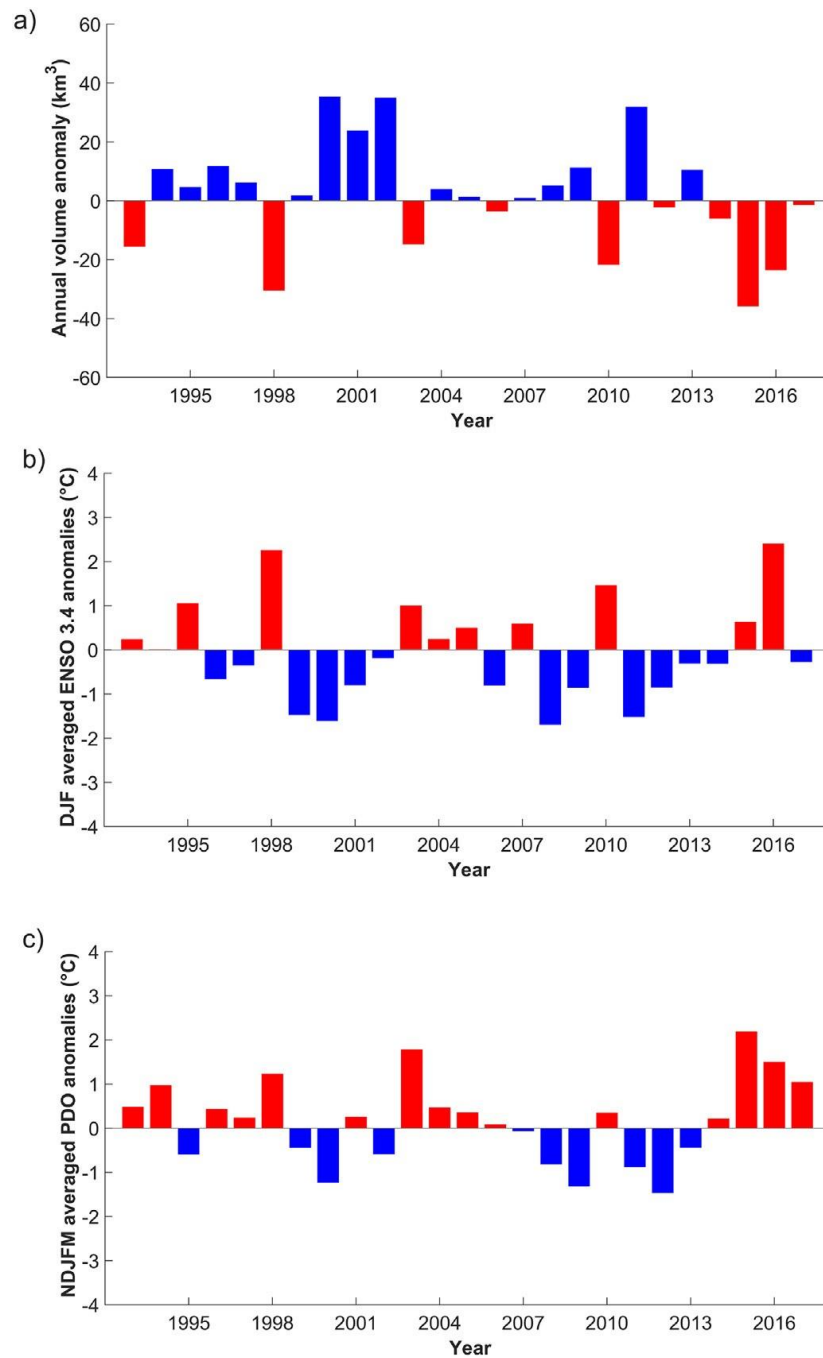 a)
Annual volume anomaly (km³)
60
40
20
0
-20
-40
-60
1995 1998 2001 2004 2007 2010 2013 2016
Year
b)
DJF averaged ENSO 3.4 anomalies (°C)
4
3
2
1
0
-1
-2
-3
-4
1995 1998 2001 2004 2007 2010 2013 2016
Year
c)
NDJFM averaged PDO anomalies (°C)
4
3
2
1
0
-1
-2
-3
-4
1995 1998 2001 2004 2007 2010 2013 2016
Year